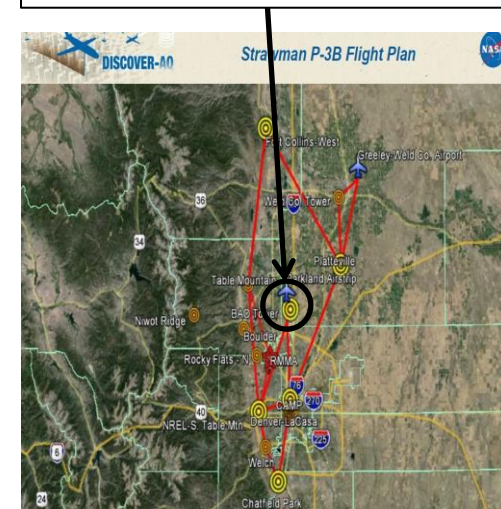 DISCOVER-AQ
Strawman P-3B Flight Plan
NASA
Fort Collins-West
Greeley-Weld Co. Airport
36
Weld Co. Tower
34
Platteville
Table Mountain
Parkland Airstrip
BAO Tower
Niwot Ridge
Boulder
Rocky Flats - N
RMMA
76
270
40
CAMP
NREL-S. Table Mtn
Denver-LaCasa
225
6
Welch
24
Chatfield Park